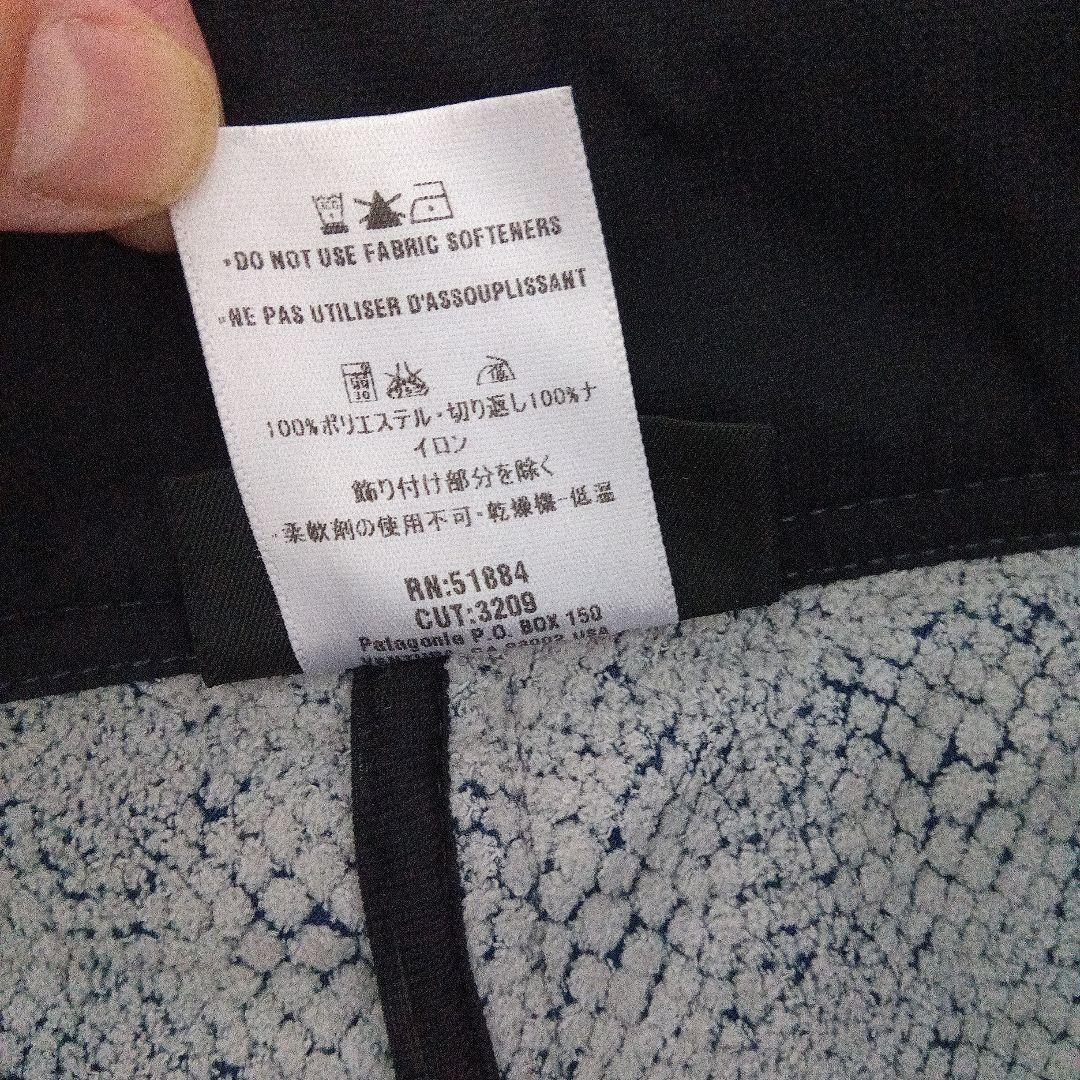 *DO NOT USE FABRIC SOFTENERS
*NE PAS UTILISER D'ASSOUPLISSANT
低
100%ポリエステル・切り返し100%ナ
イロン
飾り付け部分を除く
・柔軟剤の使用不可・乾燥機-低温
RN:51884
CUT:3209
Patagonia P.O. BOX 150
USA